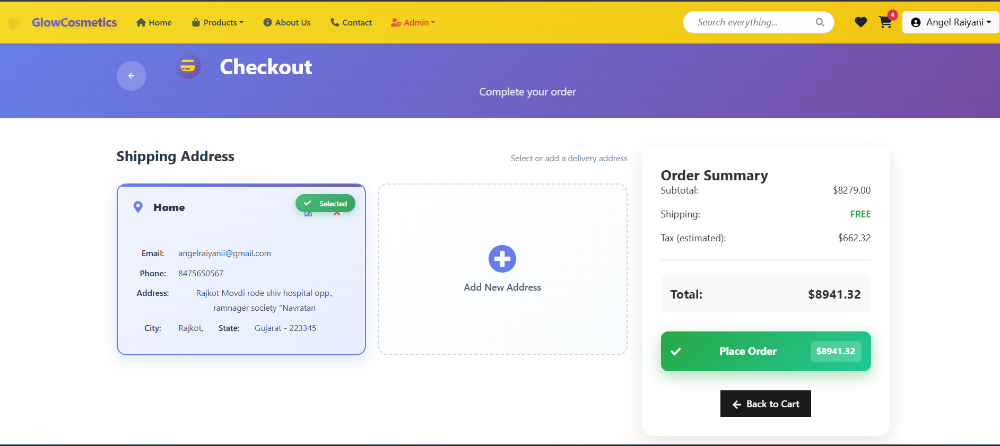 GlowCosmetics Home Products About Us Contact Admin Search everything... 4 Angel Raiyani
Checkout
Complete your order
Shipping Address
Select or add a delivery address
Home
Selected
Email: angelraiyanii@gmail.com
Phone: 8475650567
Address: Rajkot Movdi rode shiv hospital opp.,
ramnager society "Navratan
City: Rajkot, State: Gujarat - 223345
Add New Address
Order Summary
Subtotal: $8279.00
Shipping: FREE
Tax (estimated): $662.32
Total: $8941.32
Place Order $8941.32
Back to Cart